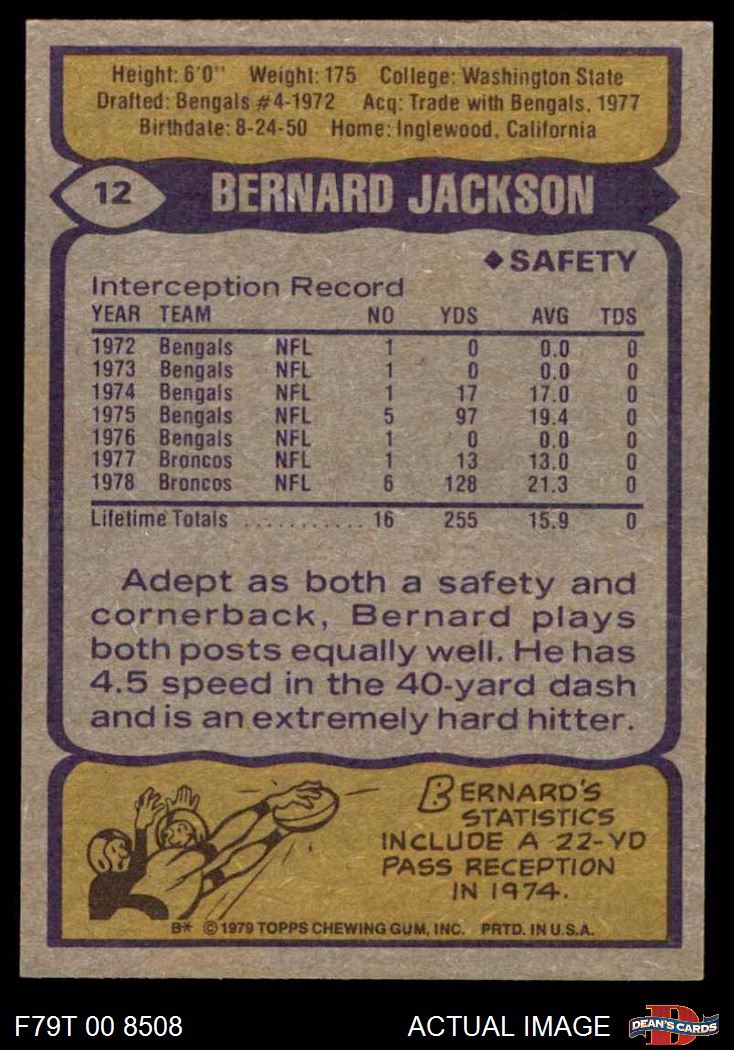 Height: 6'0" Weight: 175 College: Washington State
Drafted: Bengals #4-1972 Acq: Trade with Bengals, 1977
Birthdate: 8-24-50 Home: Inglewood, California
12 BERNARD JACKSON
◆SAFETY
Interception Record
YEAR TEAM NO YDS AVG TDS
1972 Bengals NFL 1 0 0.0 0
1973 Bengals NFL 1 0 0.0 0
1974 Bengals NFL 1 17 17.0 0
1975 Bengals NFL 5 97 19.4 0
1976 Bengals NFL 1 0 0.0 0
1977 Broncos NFL 1 13 13.0 0
1978 Broncos NFL 6 128 21.3 0
Lifetime Totals ............ 16 255 15.9 0
Adept as both a safety and
cornerback, Bernard plays
both posts equally well. He has
4.5 speed in the 40-yard dash
and is an extremely hard hitter.
BERNARD'S
STATISTICS
INCLUDE A 22-YD
PASS RECEPTION
IN 1974.
B* © 1979 TOPPS CHEWING GUM, INC. PRTD. IN U.S.A.
F79T 00 8508 ACTUAL IMAGE D DEAN'S CARDS